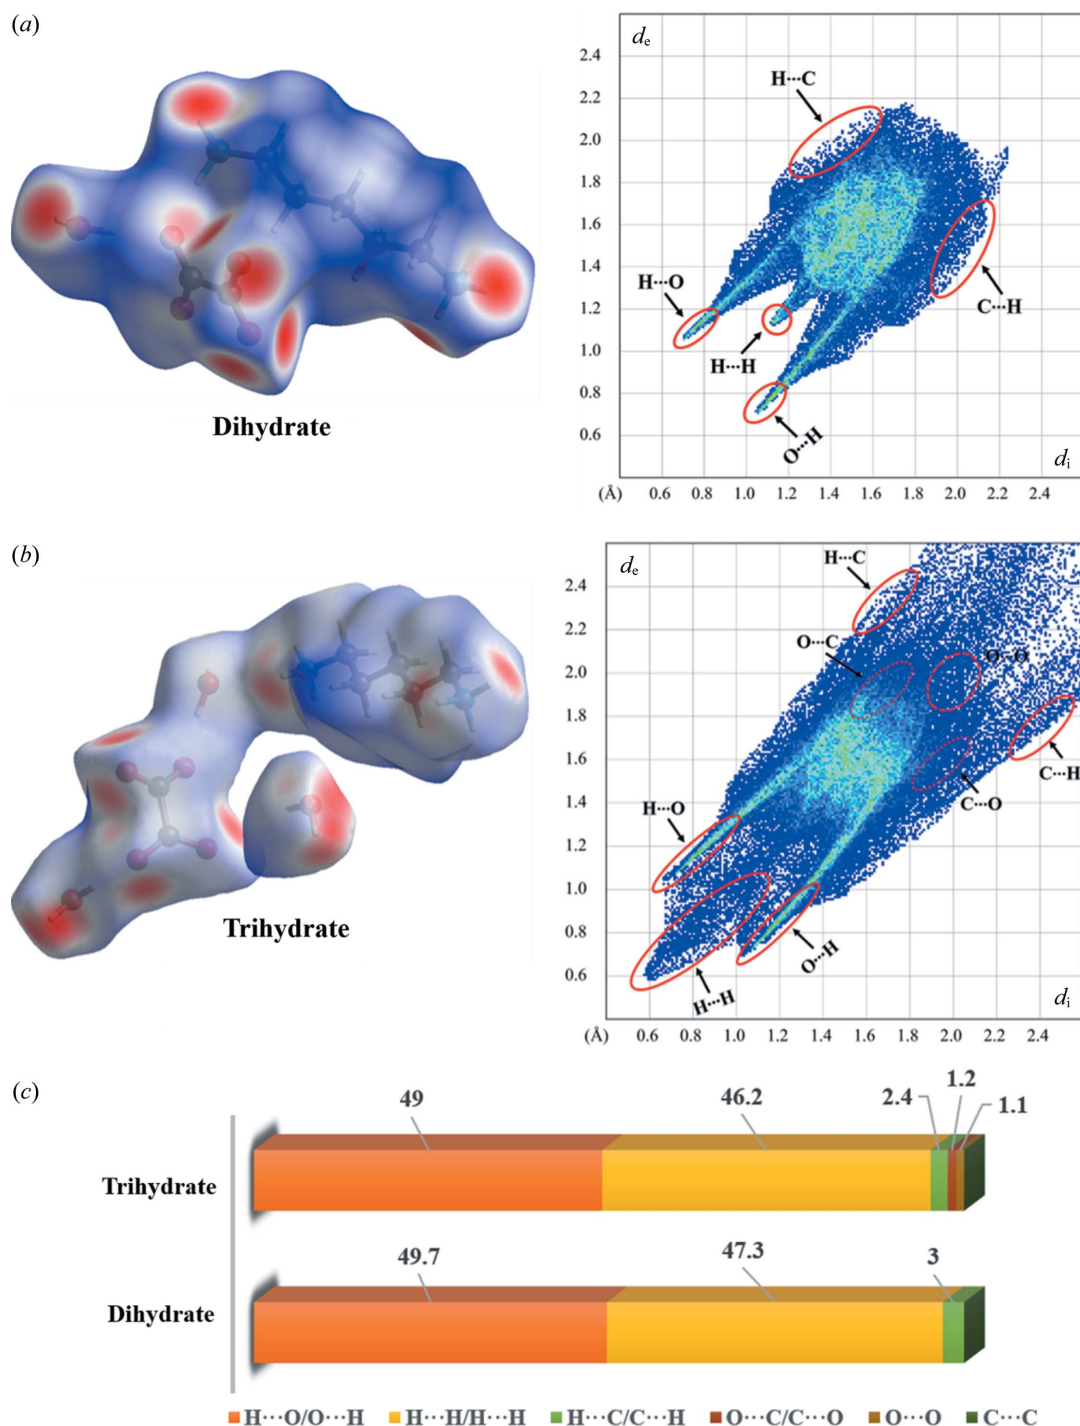 (a)
d_e
2.4
H···C
2.2
2.0
1.8
1.6
1.4
H···O
1.2
C···H
1.0
H···H
0.8
Dihydrate
0.6
O···H
d_i
(Å) 0.6 0.8 1.0 1.2 1.4 1.6 1.8 2.0 2.2 2.4
(b)
d_e
H···C
2.4
2.2
O···C
O···O
2.0
1.8
C···H
1.6
C···O
1.4
H···O
1.2
1.0
Trihydrate
0.8
O···H
0.6
H···H
d_i
(Å) 0.6 0.8 1.0 1.2 1.4 1.6 1.8 2.0 2.2 2.4
(c)
49 46.2 2.4 1.2 1.1
Trihydrate
49.7 47.3 3
Dihydrate
H···O/O···H H···H/H···H H···C/C···H O···C/C···O O···O C···C